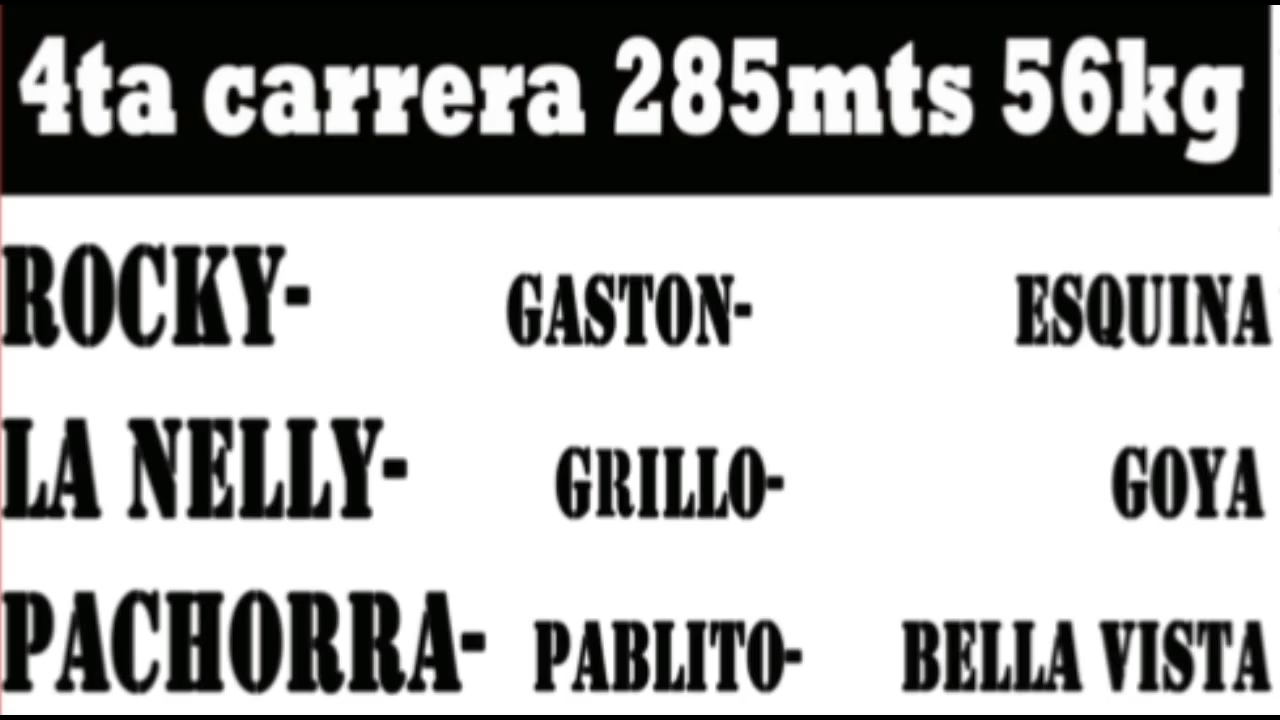 4ta carrera 285mts 56kg
ROCKY- GASTON- ESQUINA
LA NELLY- GRILLO- GOYA
PACHORRA- PABLITO- BELLA VISTA